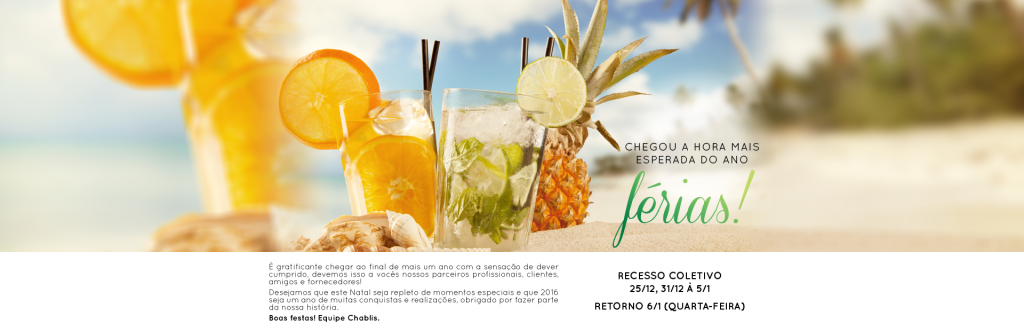 CHEGOU A HORA MAIS
ESPERADA DO ANO
férias!
É gratificante chegar ao final de mais um ano com a sensação de dever
cumprido, devemos isso a vocês nossos parceiros profissionais, clientes,
amigos e fornecedores!
Desejamos que este Natal seja repleto de momentos especiais e que 2016
seja um ano de muitas conquistas e realizações, obrigado por fazer parte
da nossa história.
Boas festas! Equipe Chablis.
RECESSO COLETIVO
25/12, 31/12 À 5/1
RETORNO 6/1 (QUARTA-FEIRA)